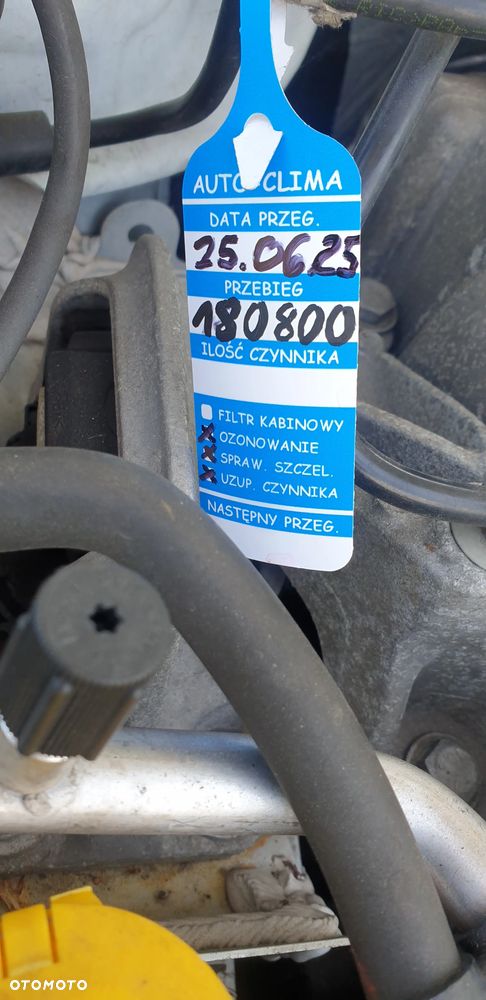 AUTO-CLIMA
DATA PRZEG.
25.06.25
PRZEBIEG
180800
ILOŚĆ CZYNNIKA
FILTR KABINOWY
X OZONOWANIE
X SPRAW. SZCZEL.
X UZUP. CZYNNIKA
NASTĘPNY PRZEG.
OTOMOTO